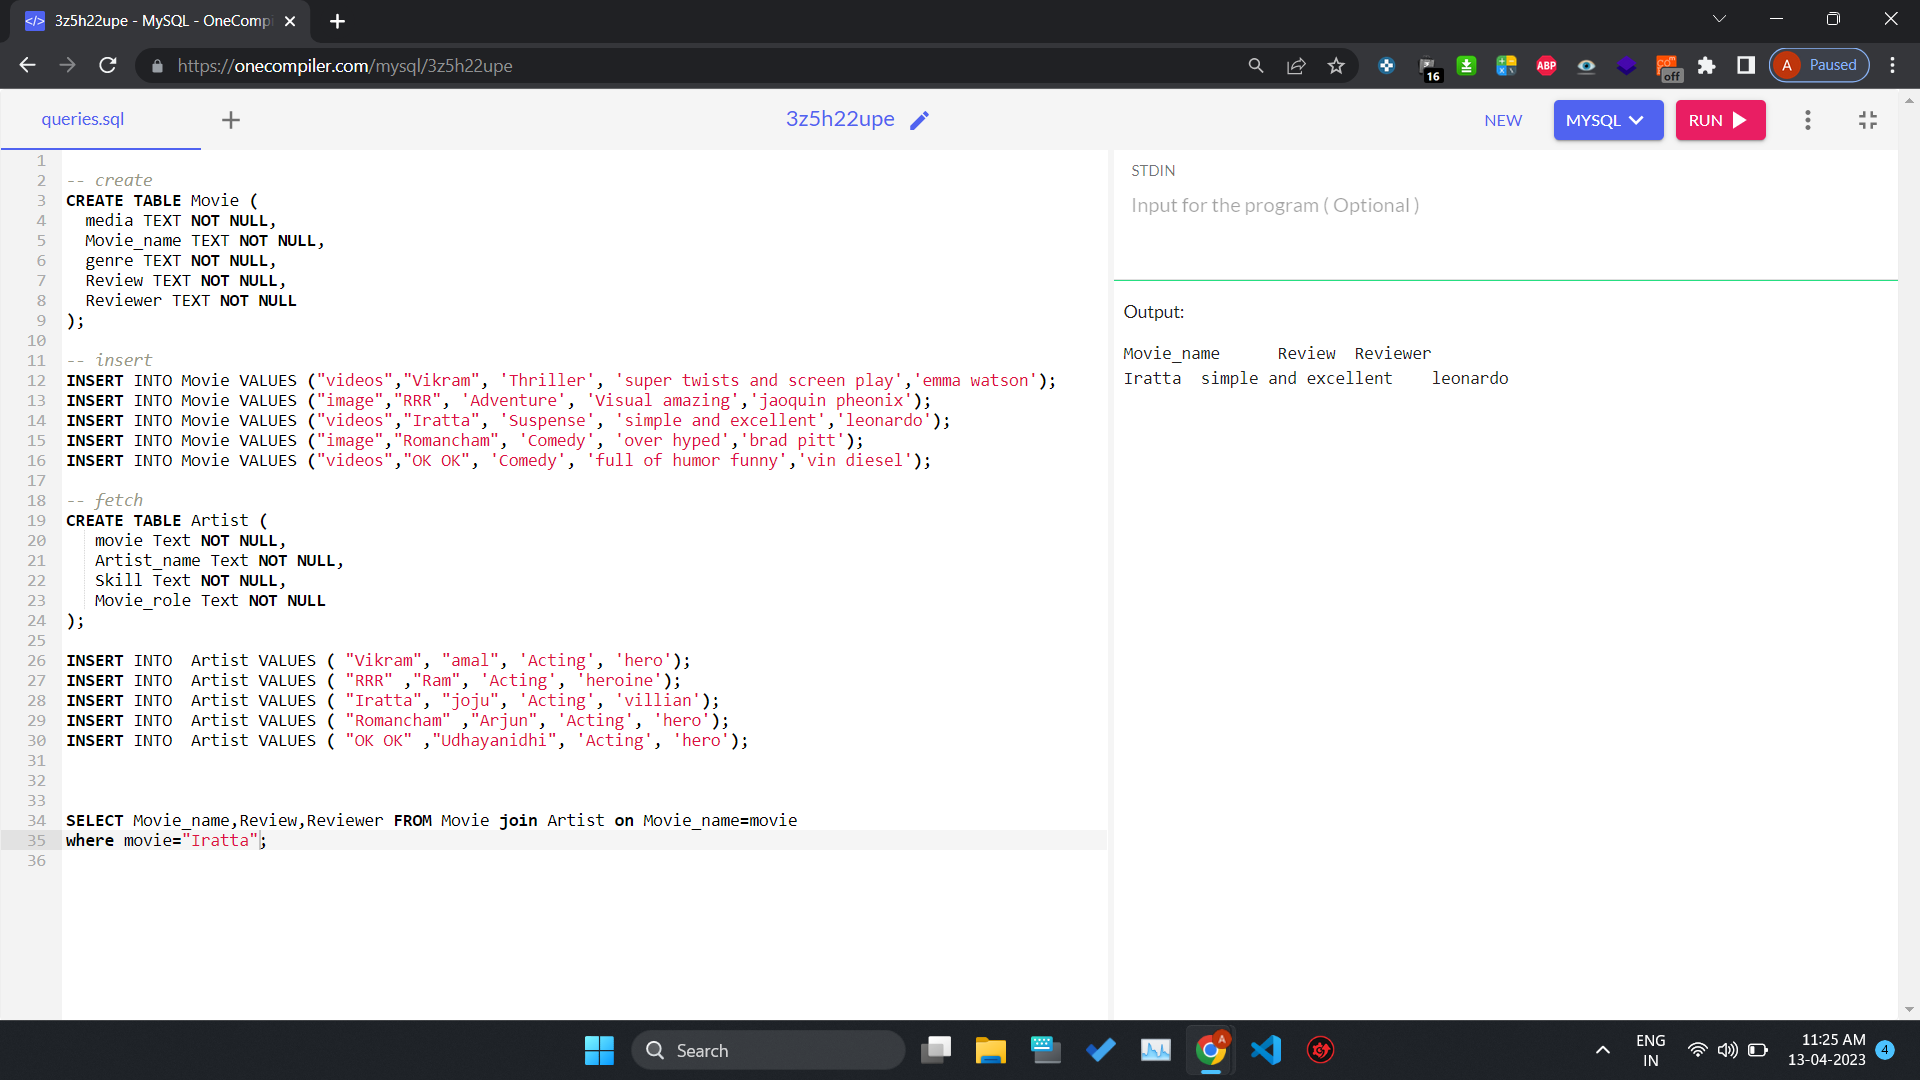 3z5h22upe - MySQL - OneCompi
https://onecompiler.com/mysql/3z5h22upe
16
ABP
off
A Paused
queries.sql
3z5h22upe
NEW
MYSQL
RUN
1
2 -- create
3 CREATE TABLE Movie (
4 media TEXT NOT NULL,
5 Movie_name TEXT NOT NULL,
6 genre TEXT NOT NULL,
7 Review TEXT NOT NULL,
8 Reviewer TEXT NOT NULL
9 );
10
11 -- insert
12 INSERT INTO Movie VALUES ("videos","Vikram", 'Thriller', 'super twists and screen play','emma watson');
13 INSERT INTO Movie VALUES ("image","RRR", 'Adventure', 'Visual amazing','jaoquin pheonix');
14 INSERT INTO Movie VALUES ("videos","Iratta", 'Suspense', 'simple and excellent','leonardo');
15 INSERT INTO Movie VALUES ("image","Romancham", 'Comedy', 'over hyped','brad pitt');
16 INSERT INTO Movie VALUES ("videos","OK OK", 'Comedy', 'full of humor funny','vin diesel');
17
18 -- fetch
19 CREATE TABLE Artist (
20 movie Text NOT NULL,
21 Artist_name Text NOT NULL,
22 Skill Text NOT NULL,
23 Movie_role Text NOT NULL
24 );
25
26 INSERT INTO  Artist VALUES ( "Vikram", "amal", 'Acting', 'hero');
27 INSERT INTO  Artist VALUES ( "RRR" ,"Ram", 'Acting', 'heroine');
28 INSERT INTO  Artist VALUES ( "Iratta", "joju", 'Acting', 'villian');
29 INSERT INTO  Artist VALUES ( "Romancham" ,"Arjun", 'Acting', 'hero');
30 INSERT INTO  Artist VALUES ( "OK OK" ,"Udhayanidhi", 'Acting', 'hero');
31
32
33
34 SELECT Movie_name,Review,Reviewer FROM Movie join Artist on Movie_name=movie
35 where movie="Iratta";
36
STDIN
Input for the program ( Optional )
Output:
Movie_name Review Reviewer
Iratta simple and excellent leonardo
Search
A
ENG
IN
11:25 AM
13-04-2023
4